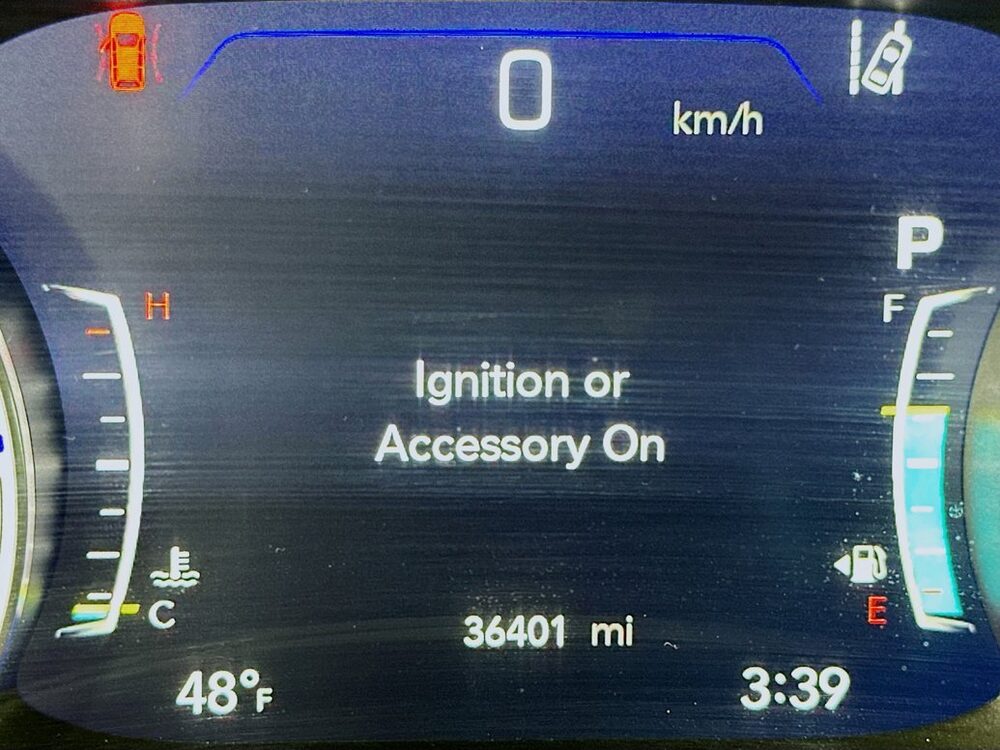 0
km/h
P
H
F
Ignition or
Accessory On
C
E
36401 mi
48°F
3:39